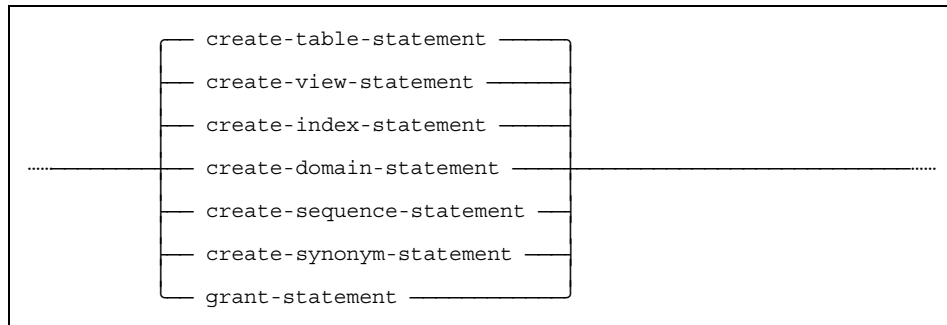 create-table-statement
create-view-statement
create-index-statement
create-domain-statement
create-sequence-statement
create-synonym-statement
grant-statement